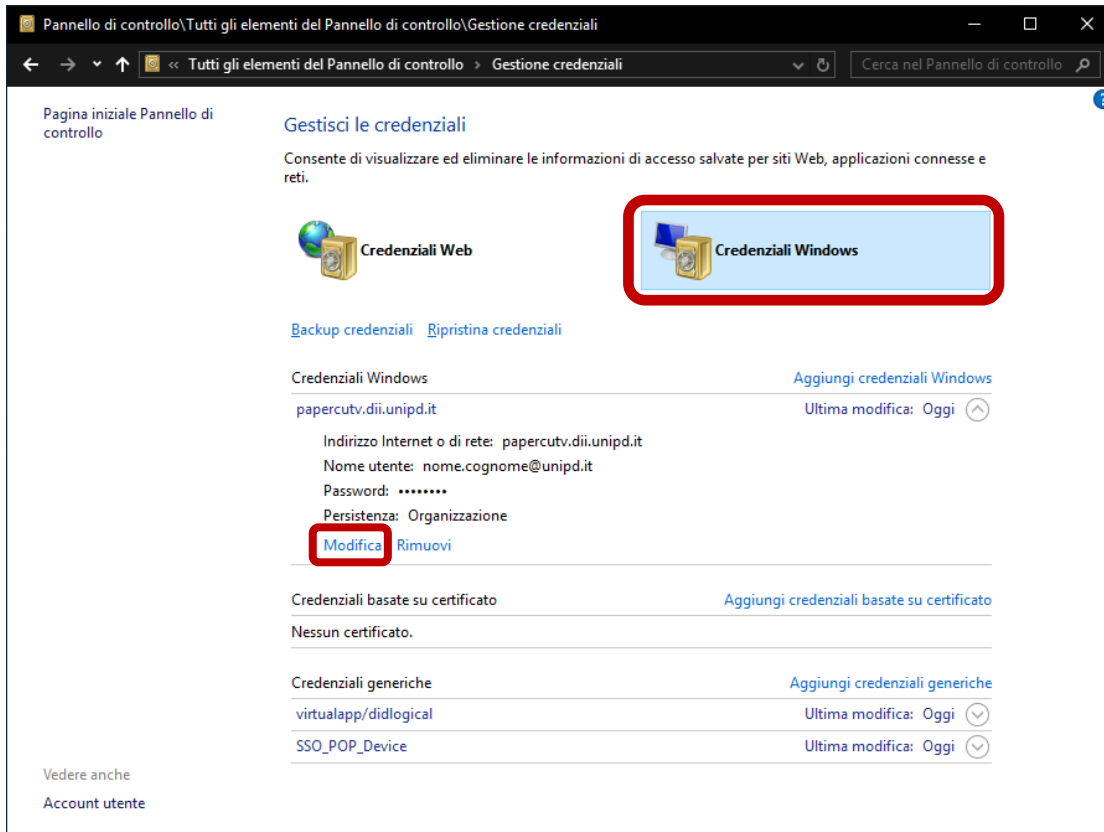 Pannello di controllo\Tutti gli elementi del Pannello di controllo\Gestione credenziali
« Tutti gli elementi del Pannello di controllo › Gestione credenziali
Cerca nel Pannello di controllo
Pagina iniziale Pannello di
controllo
Gestisci le credenziali
Consente di visualizzare ed eliminare le informazioni di accesso salvate per siti Web, applicazioni connesse e
reti.
Credenziali Web
Credenziali Windows
Backup credenziali Ripristina credenziali
Credenziali Windows Aggiungi credenziali Windows
papercutv.dii.unipd.it Ultima modifica: Oggi
Indirizzo Internet o di rete: papercutv.dii.unipd.it
Nome utente: nome.cognome@unipd.it
Password: ••••••••
Persistenza: Organizzazione
Modifica Rimuovi
Credenziali basate su certificato Aggiungi credenziali basate su certificato
Nessun certificato.
Credenziali generiche Aggiungi credenziali generiche
virtualapp/didlogical Ultima modifica: Oggi
SSO_POP_Device Ultima modifica: Oggi
Vedere anche
Account utente